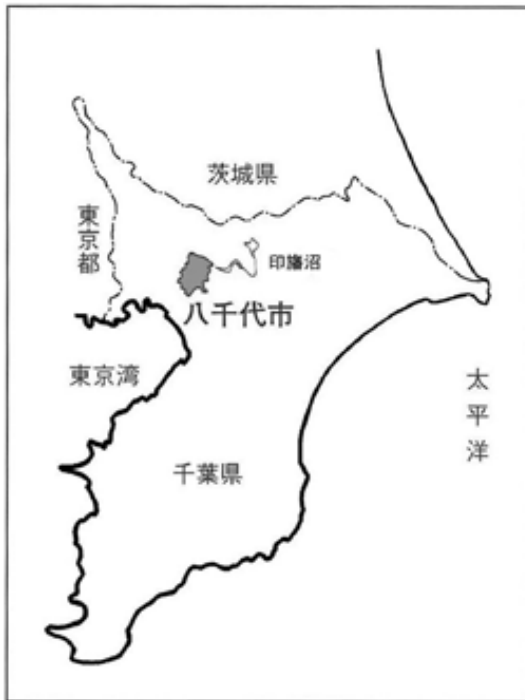 茨城県
東京都
印旛沼
八千代市
東京湾
太平洋
千葉県